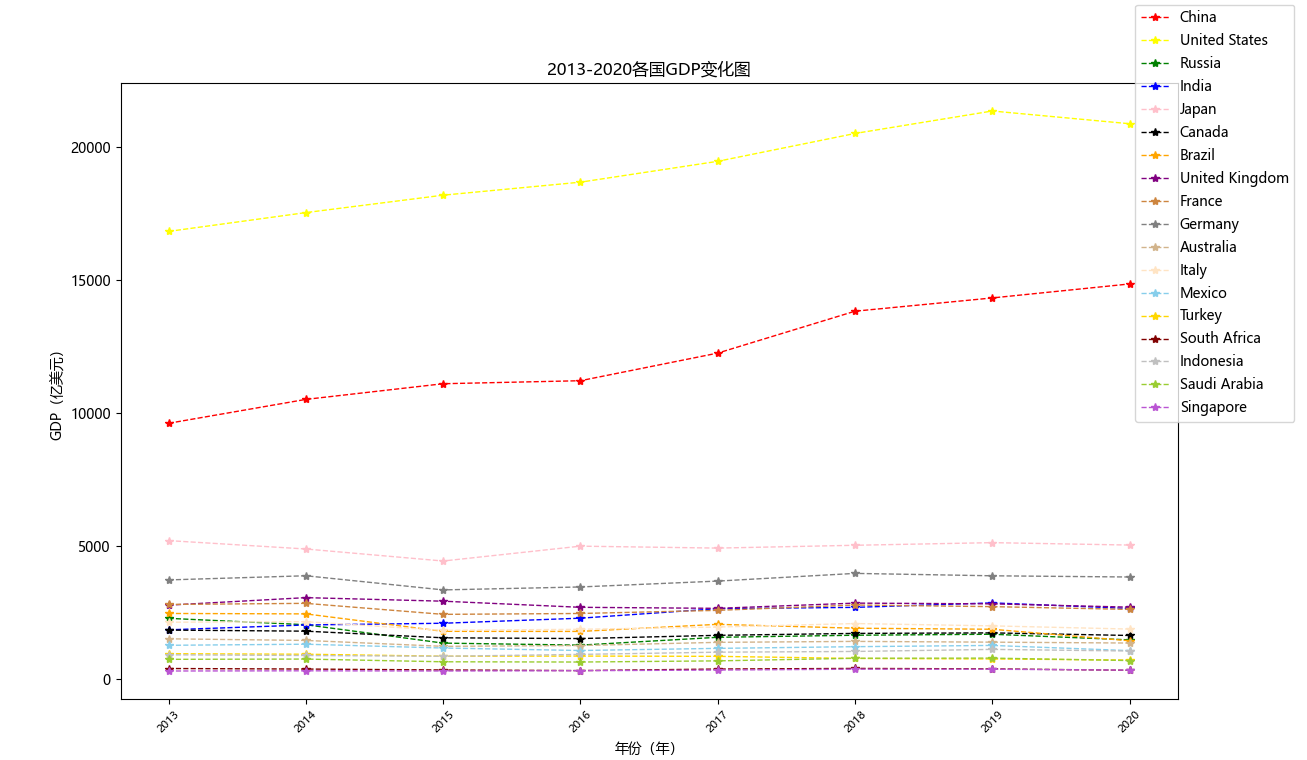 2013-2020各国GDP变化图
China
United States
Russia
India
Japan
Canada
Brazil
United Kingdom
France
Germany
Australia
Italy
Mexico
Turkey
South Africa
Indonesia
Saudi Arabia
Singapore
GDP（亿美元）
20000
15000
10000
5000
0
2013
2014
2015
2016
2017
2018
2019
2020
年份（年）